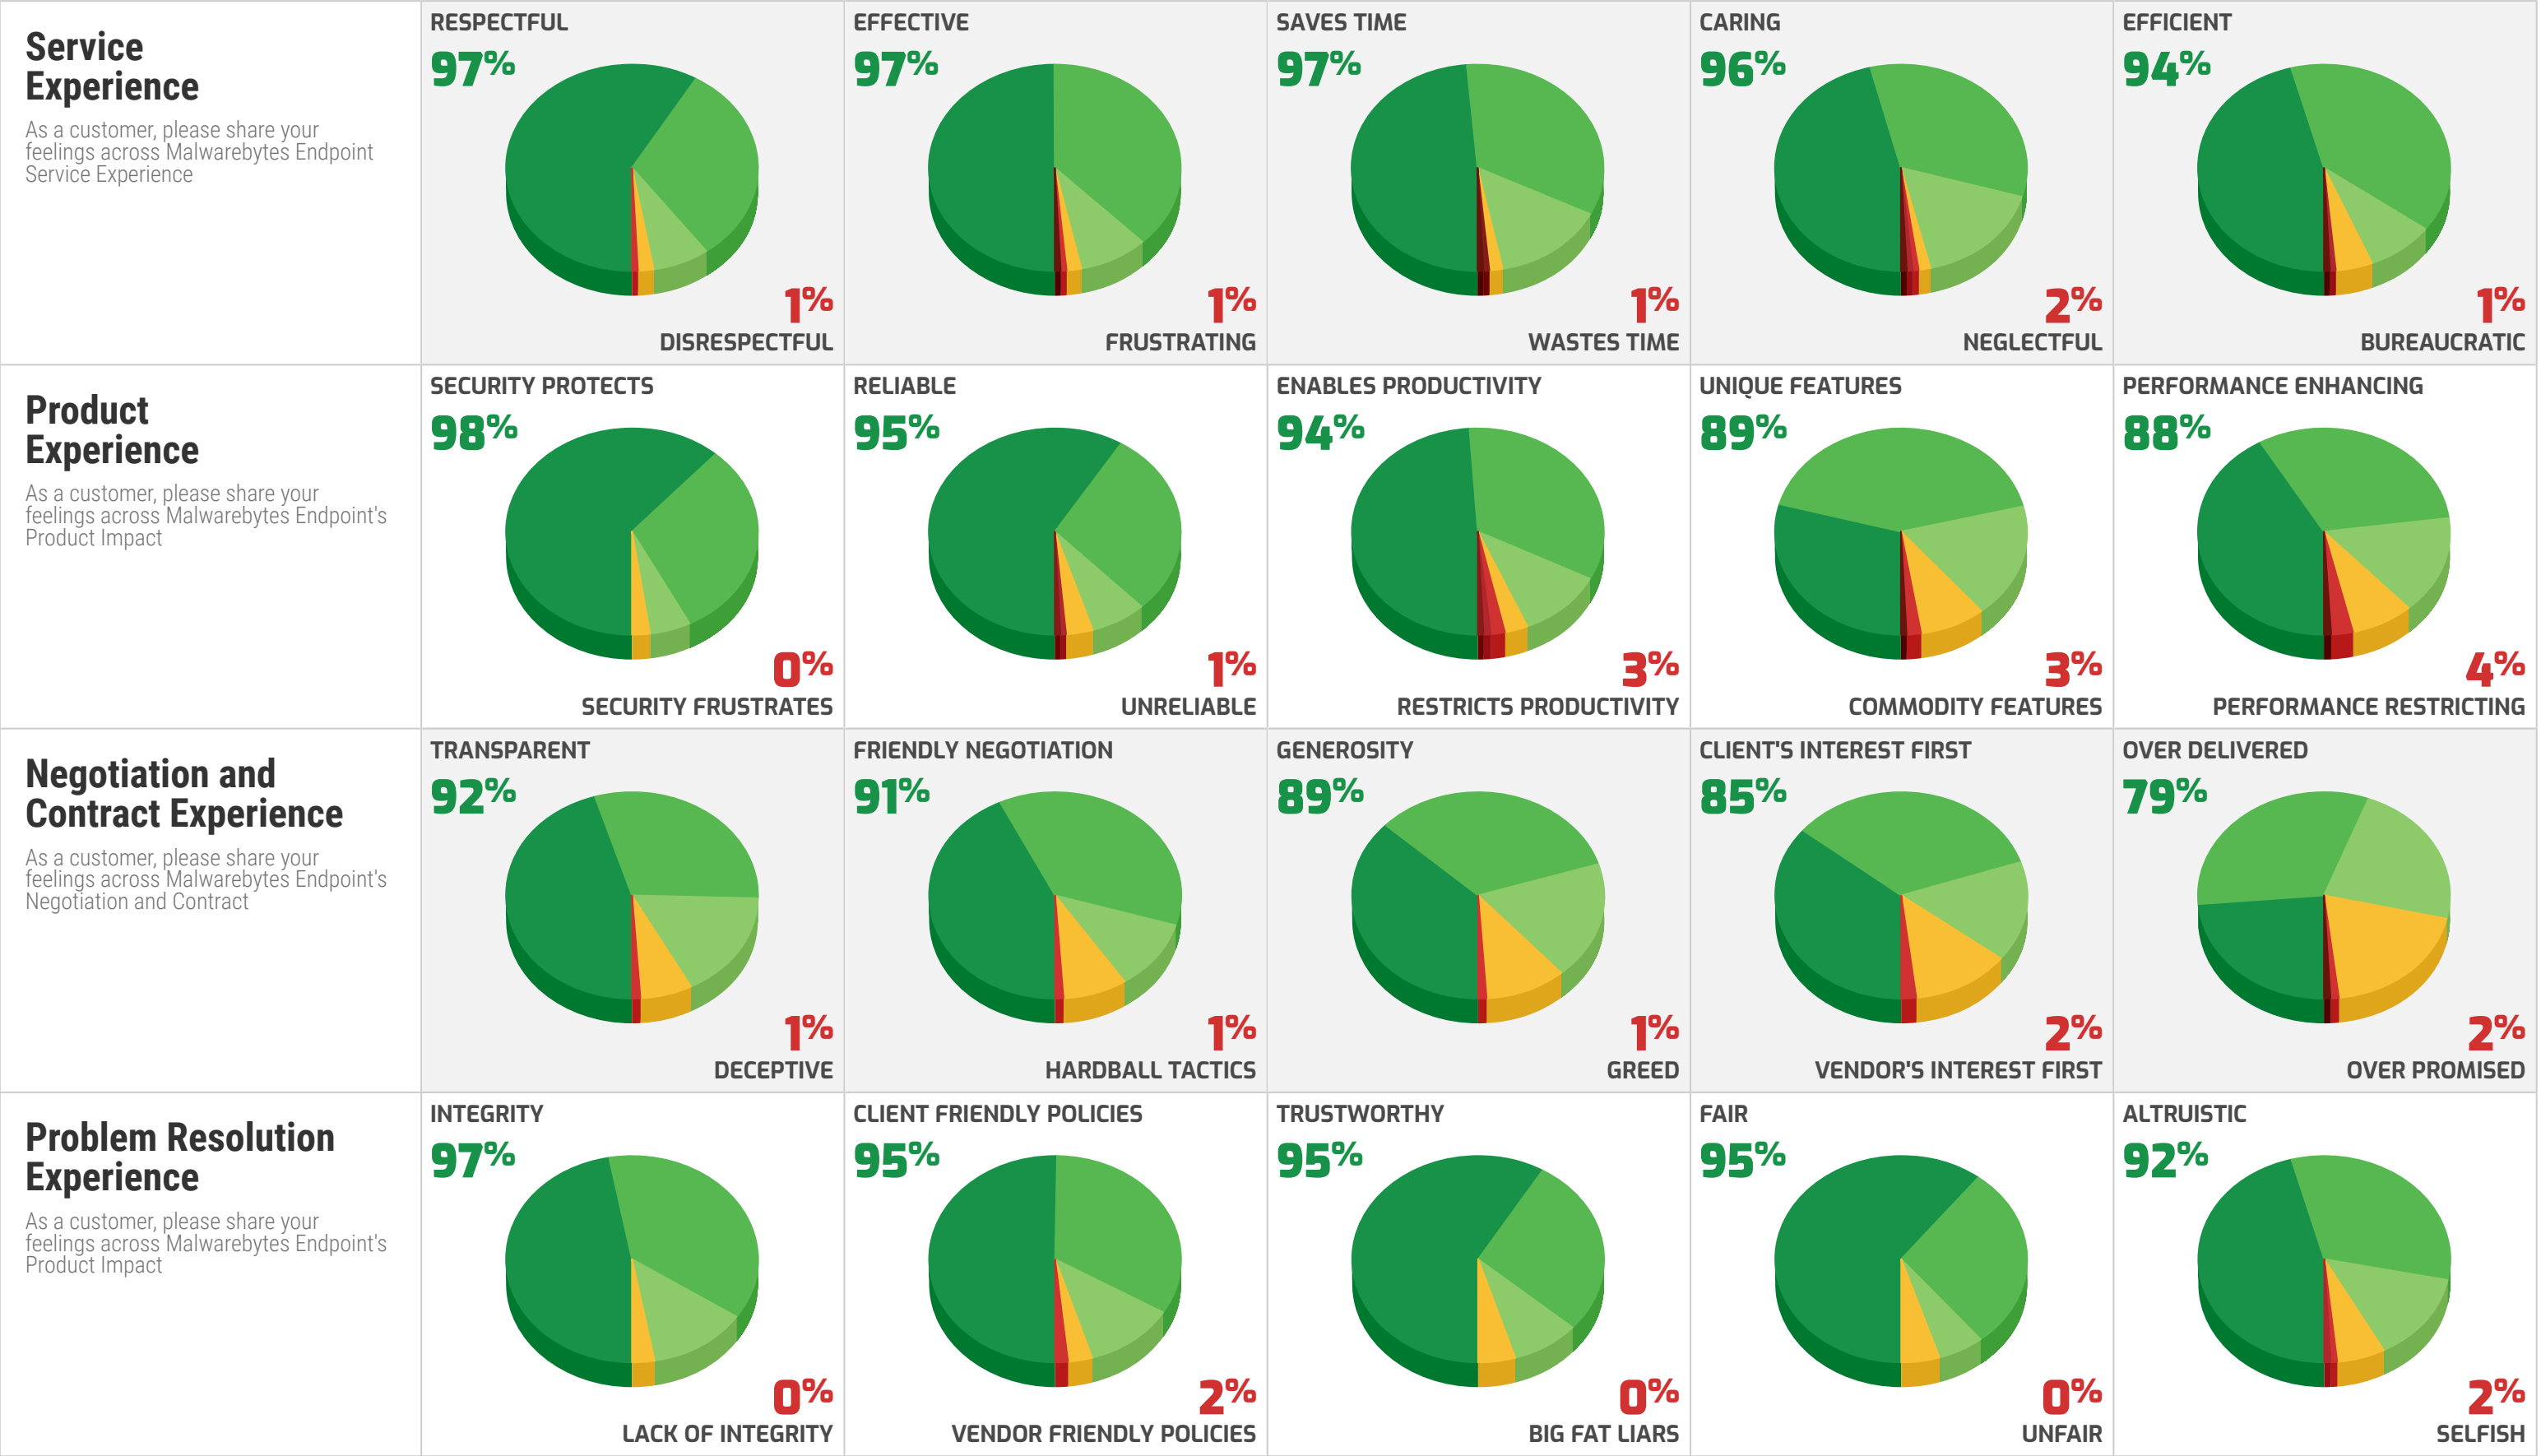 Service
Experience
As a customer, please share your
feelings across Malwarebytes Endpoint
Service Experience
RESPECTFUL
97%
1%
DISRESPECTFUL
EFFECTIVE
97%
1%
FRUSTRATING
SAVES TIME
97%
1%
WASTES TIME
CARING
96%
2%
NEGLECTFUL
EFFICIENT
94%
1%
BUREAUCRATIC
Product
Experience
As a customer, please share your
feelings across Malwarebytes Endpoint's
Product Impact
SECURITY PROTECTS
98%
0%
SECURITY FRUSTRATES
RELIABLE
95%
1%
UNRELIABLE
ENABLES PRODUCTIVITY
94%
3%
RESTRICTS PRODUCTIVITY
UNIQUE FEATURES
89%
3%
COMMODITY FEATURES
PERFORMANCE ENHANCING
88%
4%
PERFORMANCE RESTRICTING
Negotiation and
Contract Experience
As a customer, please share your
feelings across Malwarebytes Endpoint's
Negotiation and Contract
TRANSPARENT
92%
1%
DECEPTIVE
FRIENDLY NEGOTIATION
91%
1%
HARDBALL TACTICS
GENEROSITY
89%
1%
GREED
CLIENT'S INTEREST FIRST
85%
2%
VENDOR'S INTEREST FIRST
OVER DELIVERED
79%
2%
OVER PROMISED
Problem Resolution
Experience
As a customer, please share your
feelings across Malwarebytes Endpoint's
Product Impact
INTEGRITY
97%
0%
LACK OF INTEGRITY
CLIENT FRIENDLY POLICIES
95%
2%
VENDOR FRIENDLY POLICIES
TRUSTWORTHY
95%
0%
BIG FAT LIARS
FAIR
95%
0%
UNFAIR
ALTRUISTIC
92%
2%
SELFISH